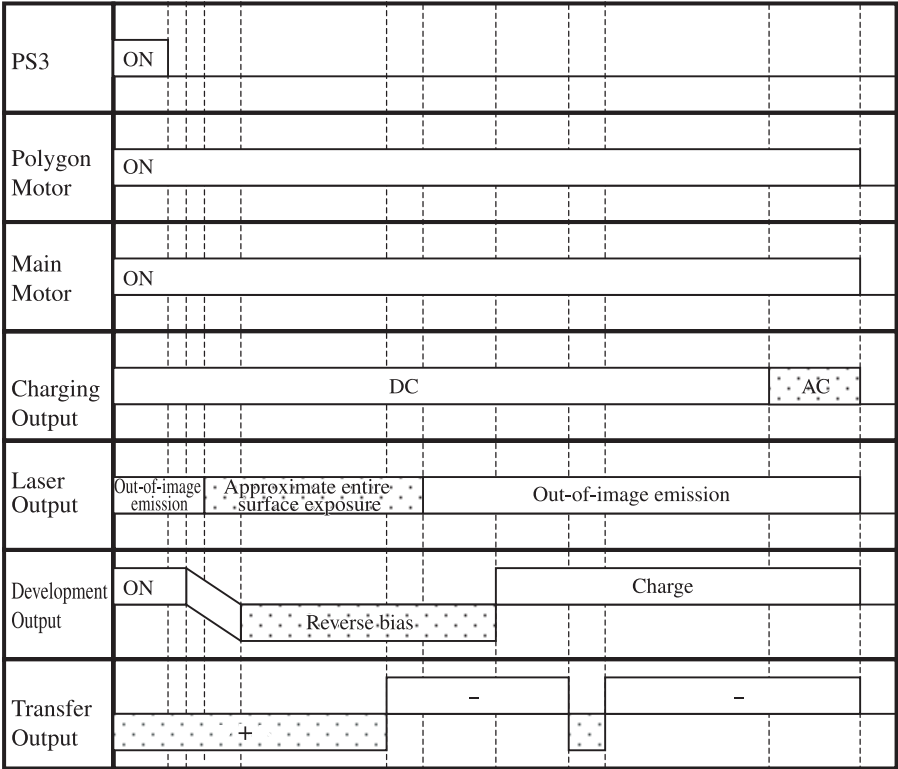 PS3
ON
Polygon
Motor
ON
Main
Motor
ON
Charging
Output
DC
AC
Laser
Output
Out-of-image
emission
Approximate entire
surface exposure
Out-of-image emission
Development
Output
ON
Reverse bias
Charge
Transfer
Output
+
−
−